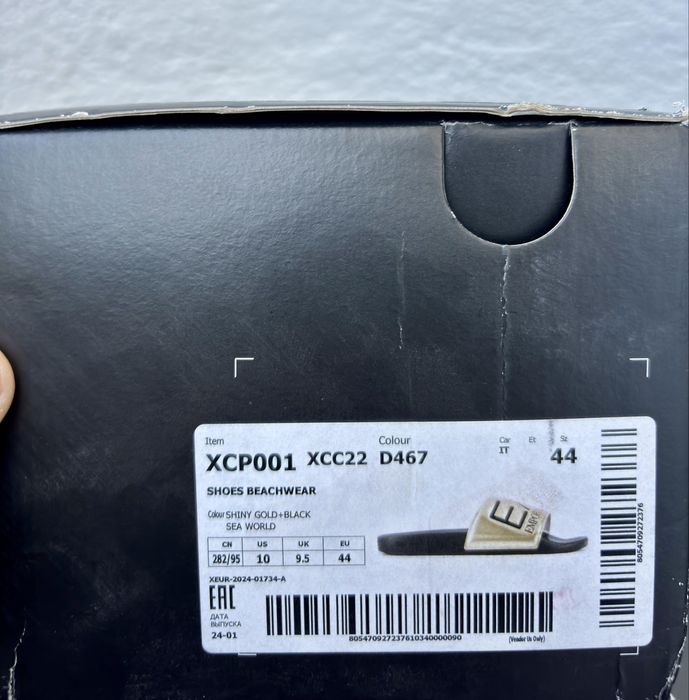 Item Colour Car Et Sz
XCP001 XCC22 D467 IT 44
SHOES BEACHWEAR
Colour SHINY GOLD+BLACK
SEA WORLD
CN US UK EU
282/95 10 9.5 44
XEUR-2024-01734-A
EAC
ДАТА
ВЫПУСКА
24-01
805470927237610340000090
(Vendor Us Only)
8054709272376
E
EMPO